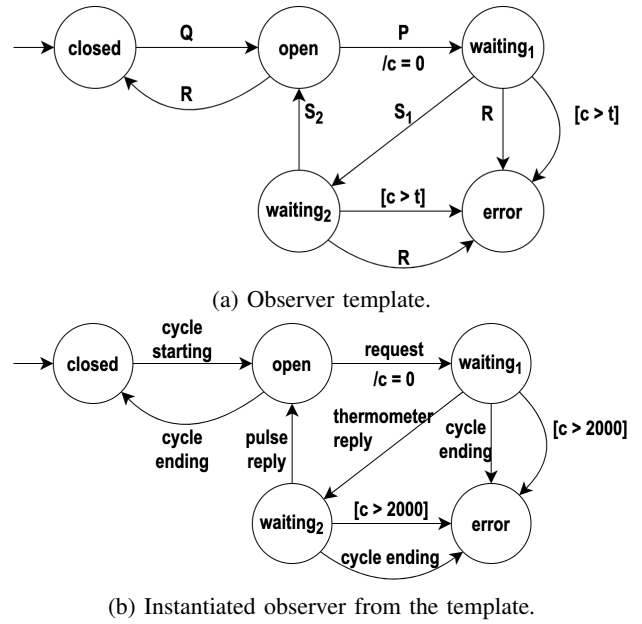 Q
P
closed
open
waiting₁
/c = 0
R
S₂
S₁
R
[c > t]
waiting₂
[c > t]
error
R
(a) Observer template.
cycle
starting
request
closed
open
waiting₁
/c = 0
cycle
ending
pulse
reply
thermometer
reply
cycle
ending
[c > 2000]
waiting₂
[c > 2000]
error
cycle ending
(b) Instantiated observer from the template.